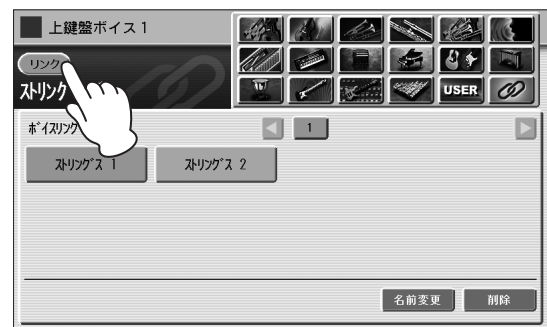 上鍵盤ボイス 1
リンク
USER
ストリング
ボイスリンク
1
ストリングス 1
ストリングス 2
名前変更
削除